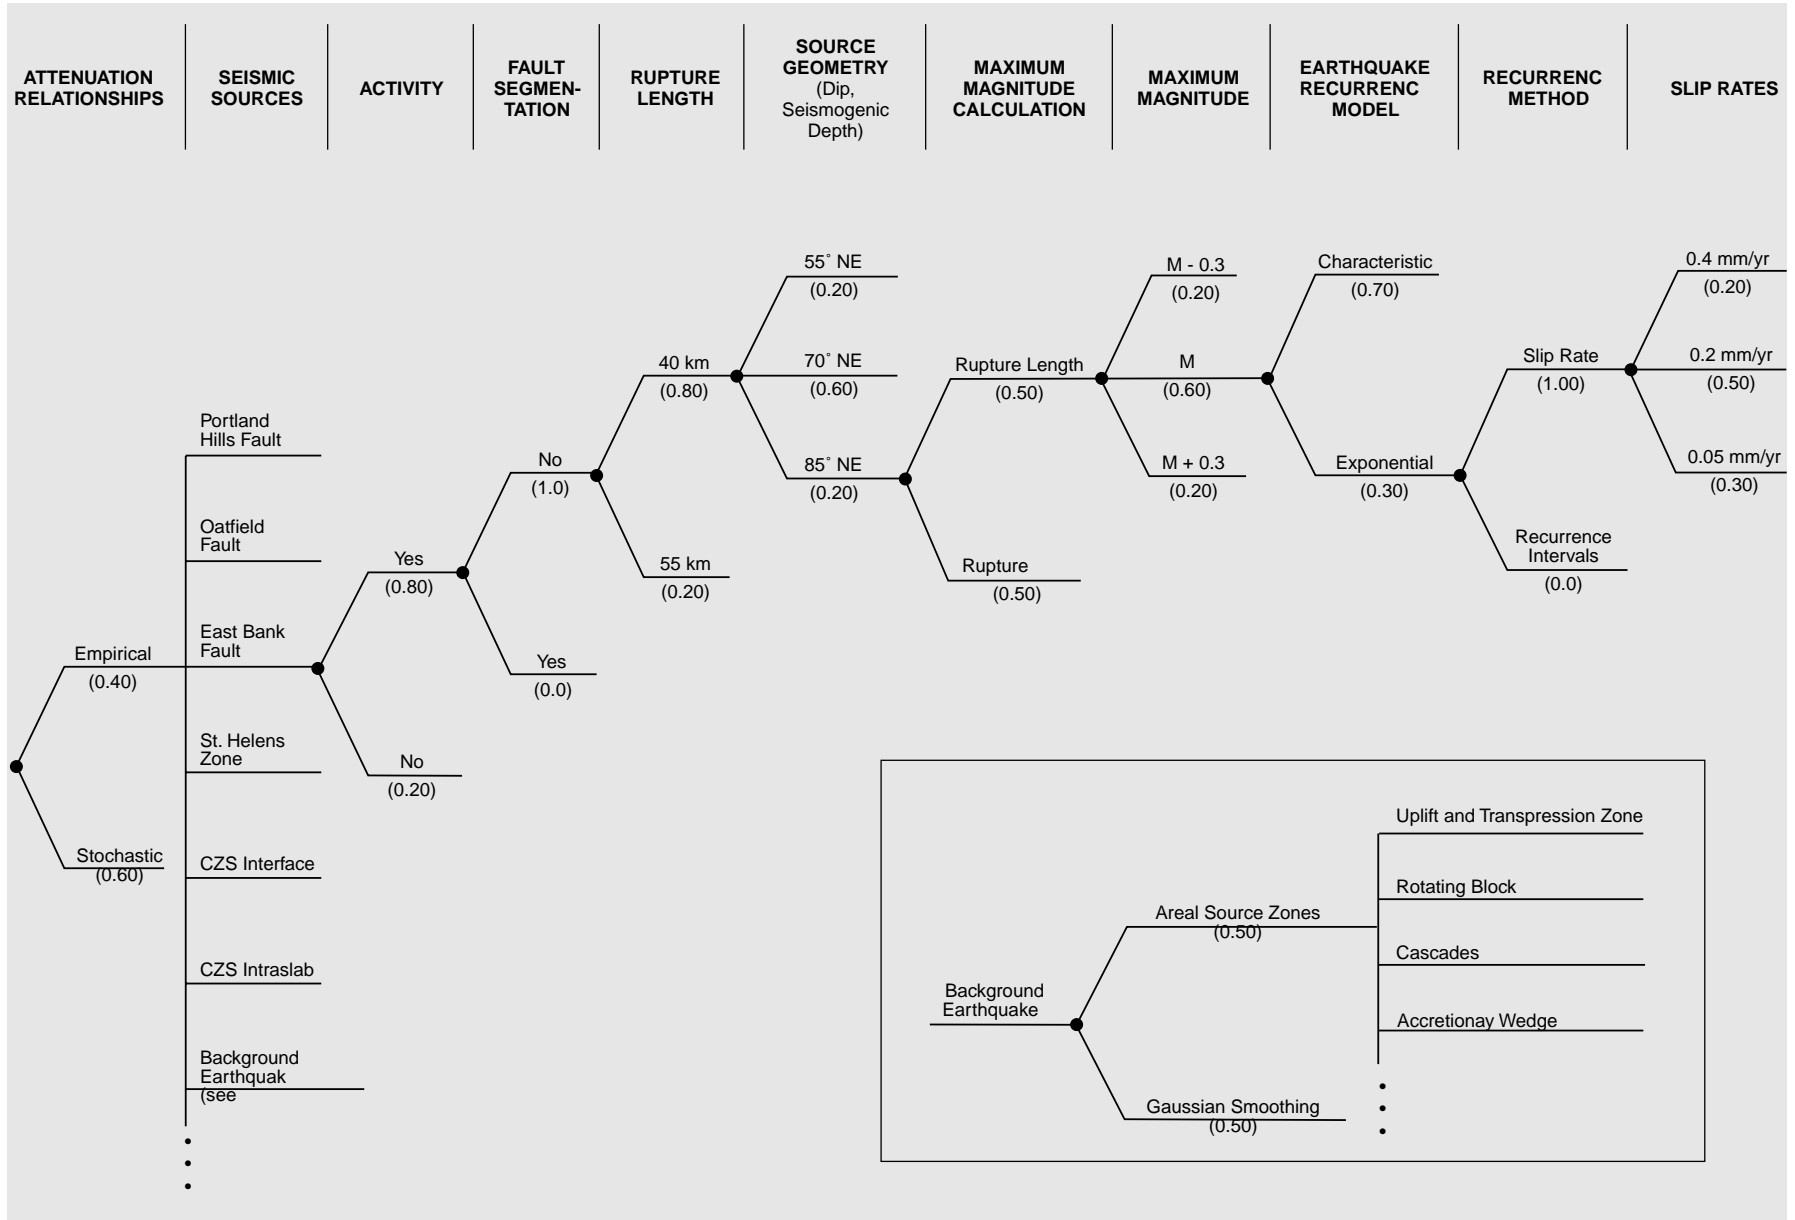 ATTENUATION
RELATIONSHIPS
SEISMIC
SOURCES
ACTIVITY
FAULT
SEGMEN-
TATION
RUPTURE
LENGTH
SOURCE
GEOMETRY
(Dip,
Seismogenic
Depth)
MAXIMUM
MAGNITUDE
CALCULATION
MAXIMUM
MAGNITUDE
EARTHQUAKE
RECURRENC
MODEL
RECURRENC
METHOD
SLIP RATES
Empirical
(0.40)
Stochastic
(0.60)
Portland
Hills Fault
Oatfield
Fault
East Bank
Fault
St. Helens
Zone
CZS Interface
CZS Intraslab
Background
Earthquak
(see
Yes
(0.80)
No
(0.20)
No
(1.0)
Yes
(0.0)
40 km
(0.80)
55 km
(0.20)
55˚ NE
(0.20)
70˚ NE
(0.60)
85˚ NE
(0.20)
Rupture Length
(0.50)
Rupture
(0.50)
M - 0.3
(0.20)
M
(0.60)
M + 0.3
(0.20)
Characteristic
(0.70)
Exponential
(0.30)
Slip Rate
(1.00)
Recurrence
Intervals
(0.0)
0.4 mm/yr
(0.20)
0.2 mm/yr
(0.50)
0.05 mm/yr
(0.30)
Background
Earthquake
Areal Source Zones
(0.50)
Gaussian Smoothing
(0.50)
Uplift and Transpression Zone
Rotating Block
Cascades
Accretionay Wedge